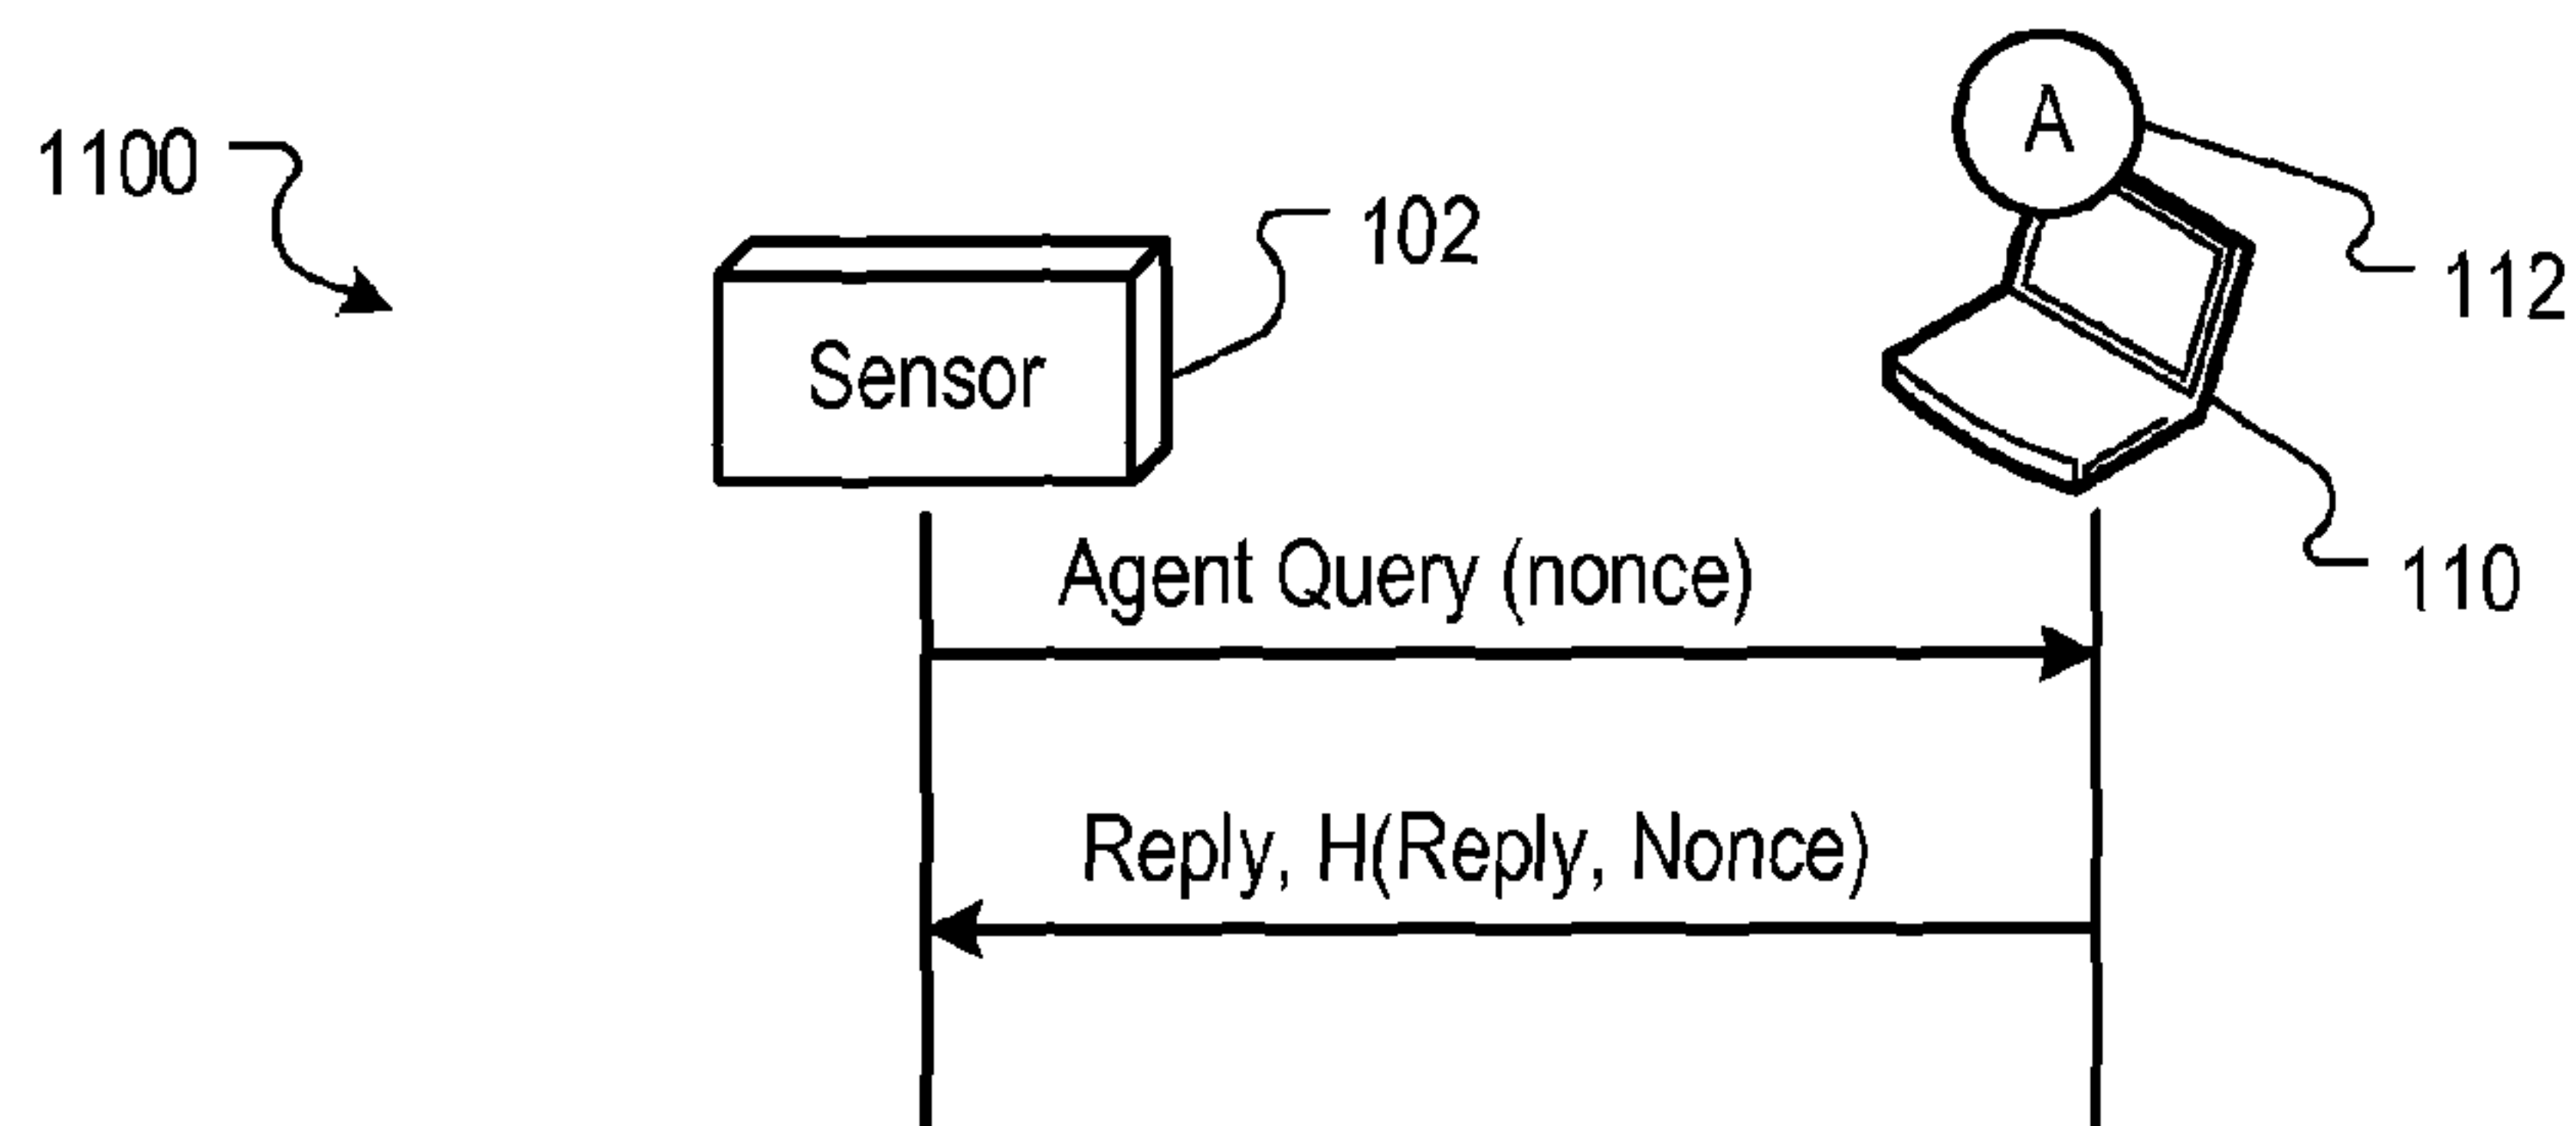 1100
A
102
112
Sensor
110
Agent Query (nonce)
Reply, H(Reply, Nonce)